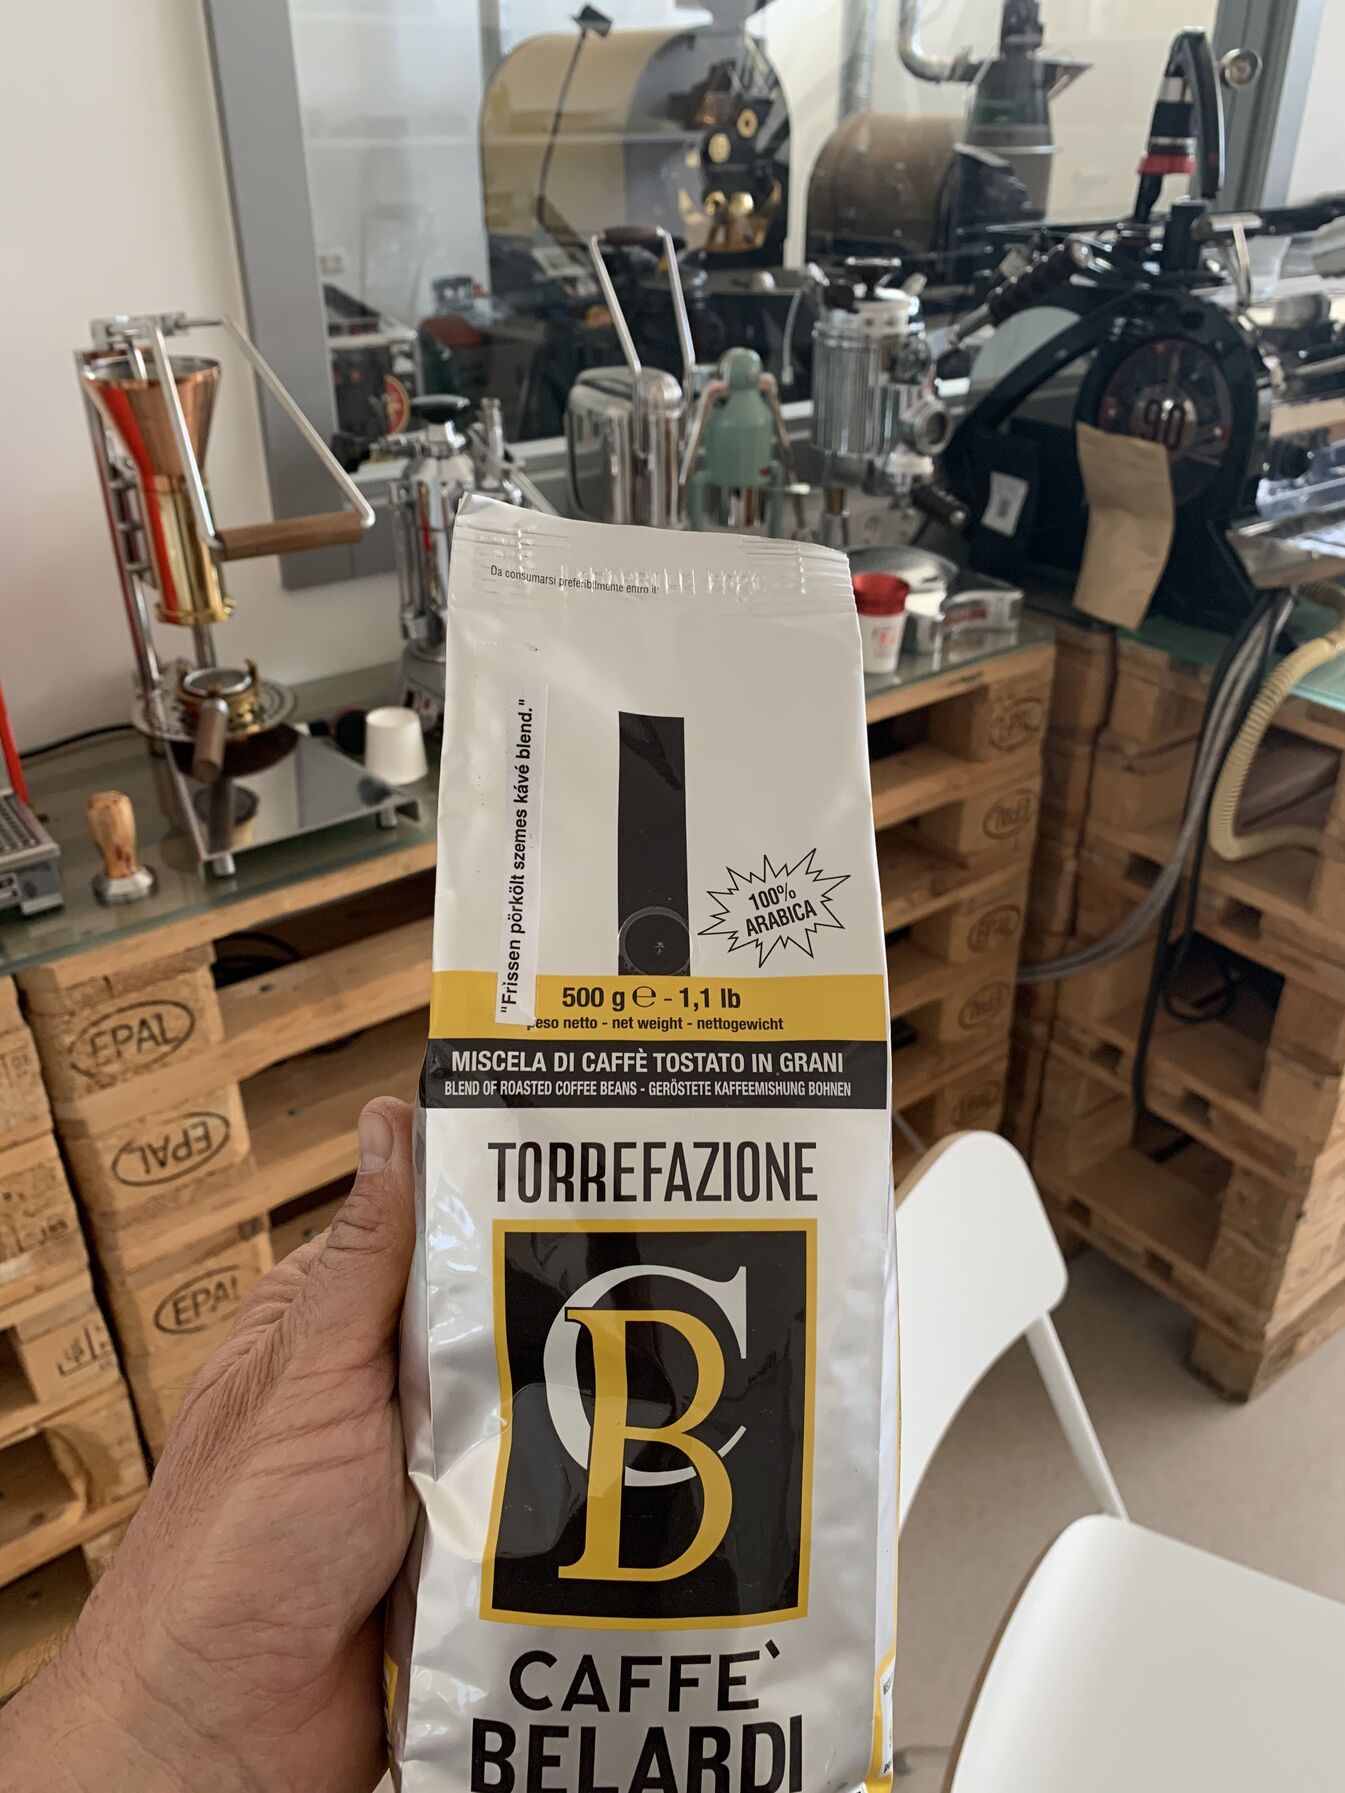 Da consumarsi preferibilmente entro il:
"Frissen pörkölt szemes kávé blend."
100%
ARABICA
500 g ℮ - 1,1 lb
peso netto - net weight - nettogewicht
MISCELA DI CAFFÈ TOSTATO IN GRANI
BLEND OF ROASTED COFFEE BEANS - GERÖSTETE KAFFEEMISHUNG BOHNEN
TORREFAZIONE
CB
CAFFE`
BELARDI
90
EPAL
EPAL
EPAL